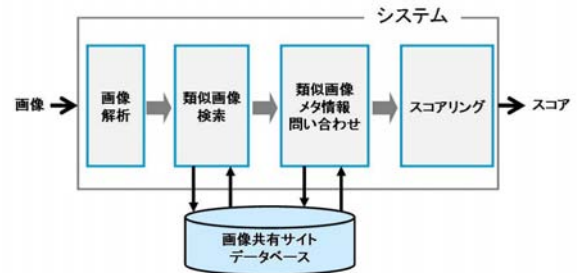 システム
画像
画像
解析
類似画像
検索
類似画像
メタ情報
問い合わせ
スコアリング
スコア
画像共有サイト
データベース